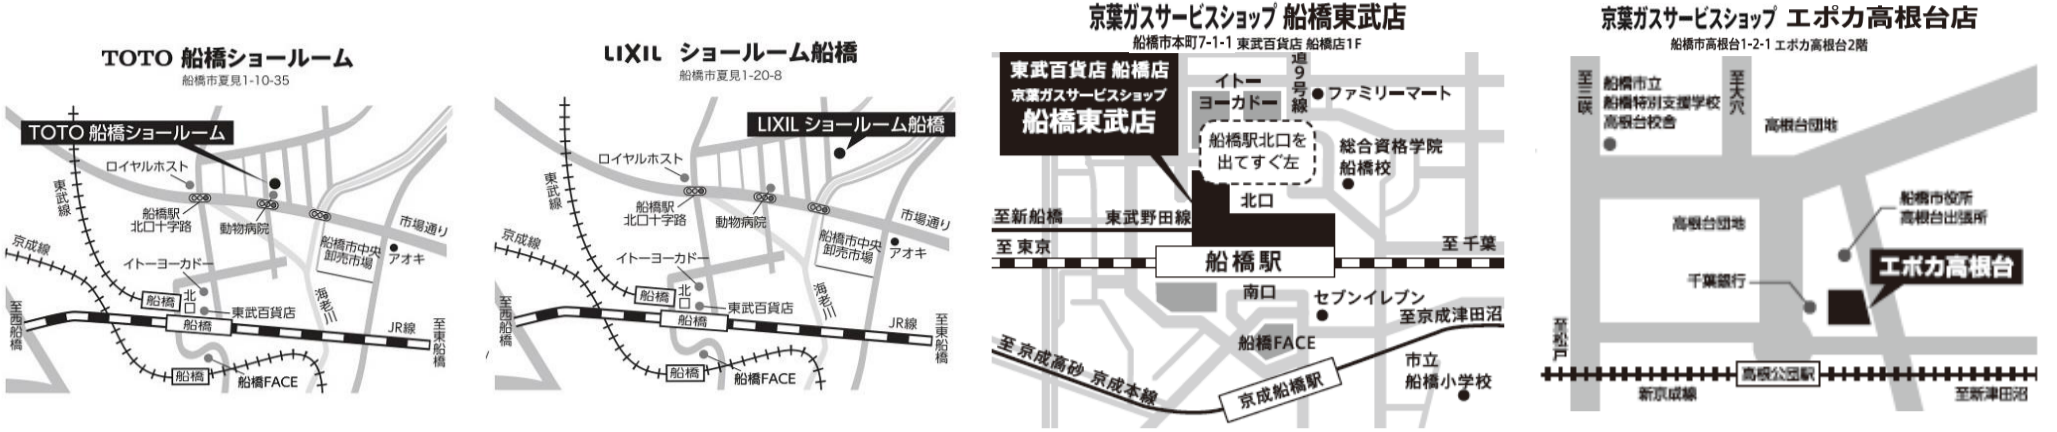 TOTO 船橋ショールーム
船橋市夏見1-10-35
TOTO 船橋ショールーム
ロイヤルホスト
東武線
船橋駅
北口十字路
動物病院
市場通り
京成線
船橋市中央
卸売市場
アオキ
イトーヨーカドー
船橋
北
口
東武百貨店
海老川
至西船橋
船橋
JR線
至東船橋
船橋
船橋FACE
LIXIL ショールーム船橋
船橋市夏見1-20-8
LIXIL ショールーム船橋
ロイヤルホスト
東武線
船橋駅
北口十字路
動物病院
市場通り
京成線
船橋市中央
卸売市場
アオキ
イトーヨーカドー
船橋
北
口
東武百貨店
海老川
至西船橋
船橋
JR線
至東船橋
船橋
船橋FACE
京葉ガスサービスショップ 船橋東武店
船橋市本町7-1-1 東武百貨店 船橋店1F
東武百貨店 船橋店
京葉ガスサービスショップ
船橋東武店
イトー
ヨーカドー
道9号線
ファミリーマート
船橋駅北口を
出てすぐ左
総合資格学院
船橋校
北口
至新船橋
東武野田線
至 東京
至 千葉
船橋駅
南口
セブンイレブン
至京成津田沼
船橋FACE
至 京成高砂 京成本線
京成船橋駅
市立
船橋小学校
京葉ガスサービスショップ エポカ高根台店
船橋市高根台1-2-1 エポカ高根台2階
至三咲
船橋市立
船橋特別支援学校
高根台校舎
至大穴
高根台団地
船橋市役所
高根台出張所
高根台団地
エポカ高根台
千葉銀行
至松戸
高根公団駅
新京成線
至新津田沼